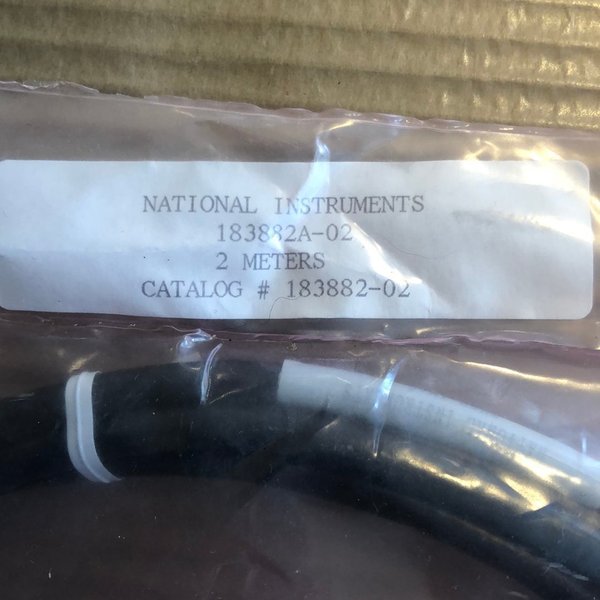 NATIONAL INSTRUMENTS
183882A-02
2 METERS
CATALOG # 183882-02